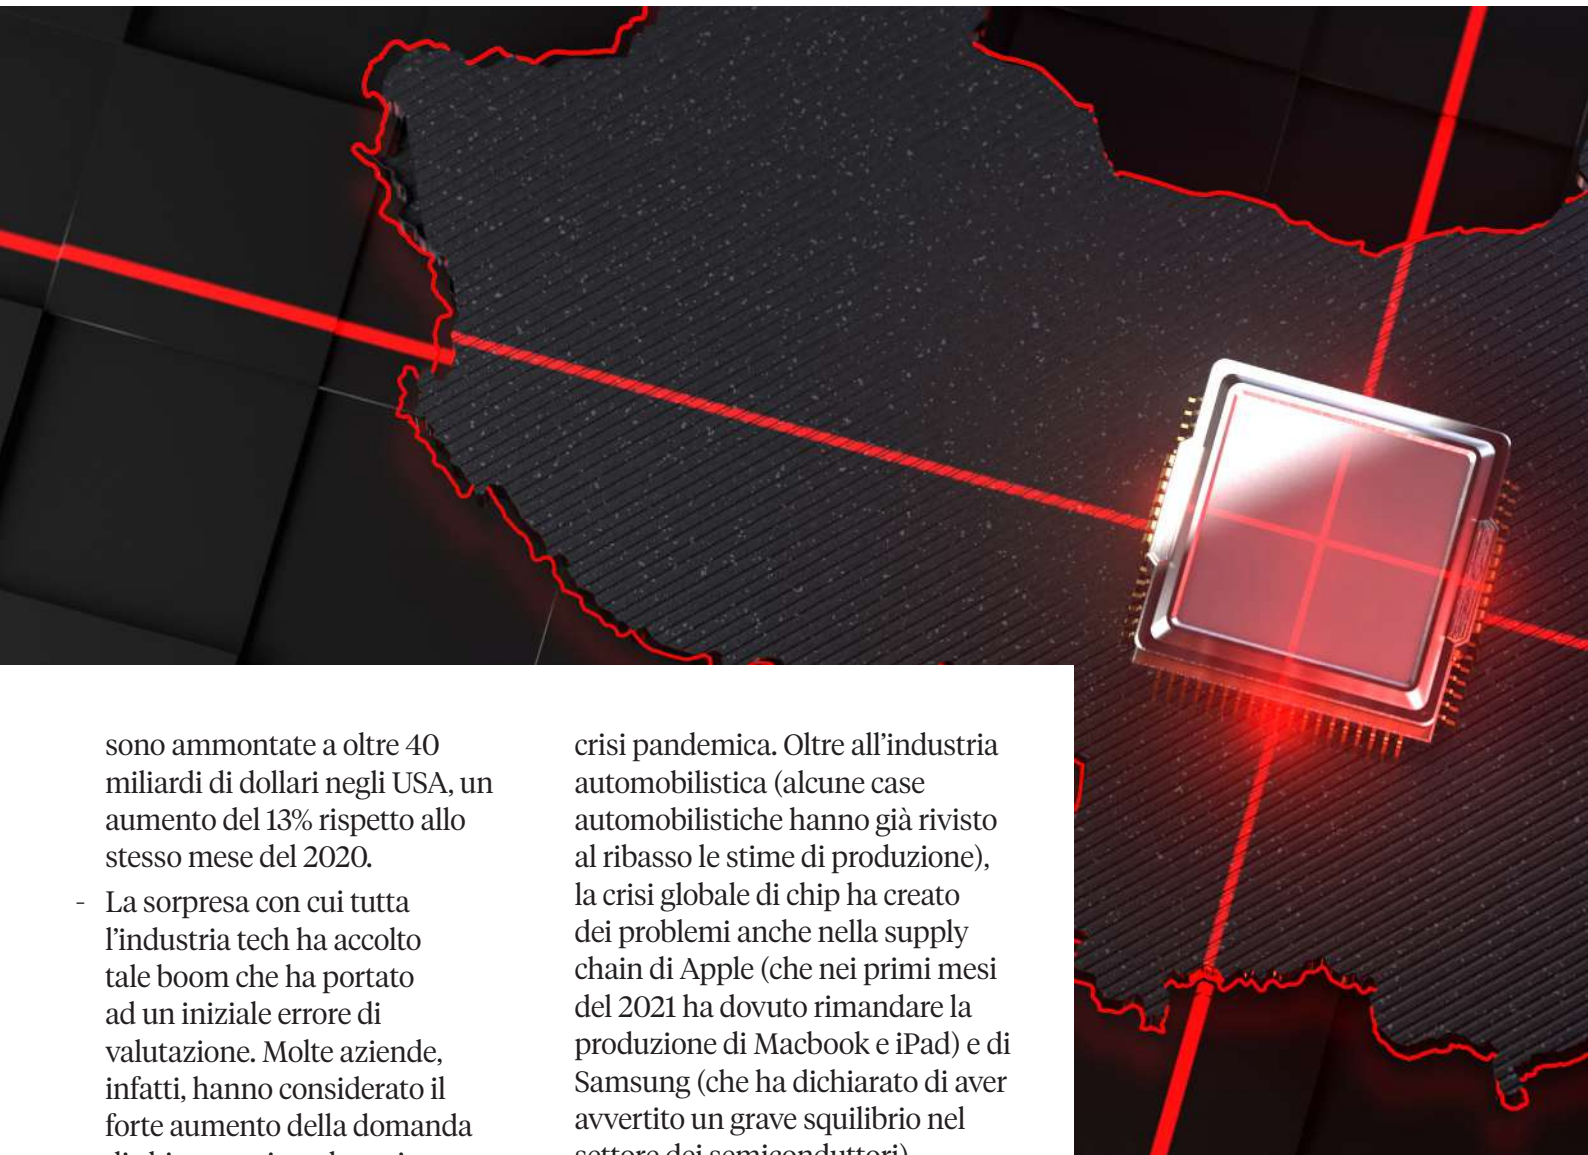 sono ammontate a oltre 40
miliardi di dollari negli USA, un
aumento del 13% rispetto allo
stesso mese del 2020.
- La sorpresa con cui tutta
l'industria tech ha accolto
tale boom che ha portato
ad un iniziale errore di
valutazione. Molte aziende,
infatti, hanno considerato il
forte aumento della domanda
crisi pandemica. Oltre all'industria
automobilistica (alcune case
automobilistiche hanno già rivisto
al ribasso le stime di produzione),
la crisi globale di chip ha creato
dei problemi anche nella supply
chain di Apple (che nei primi mesi
del 2021 ha dovuto rimandare la
produzione di Macbook e iPad) e di
Samsung (che ha dichiarato di aver
avvertito un grave squilibrio nel
settore dei semiconduttori)